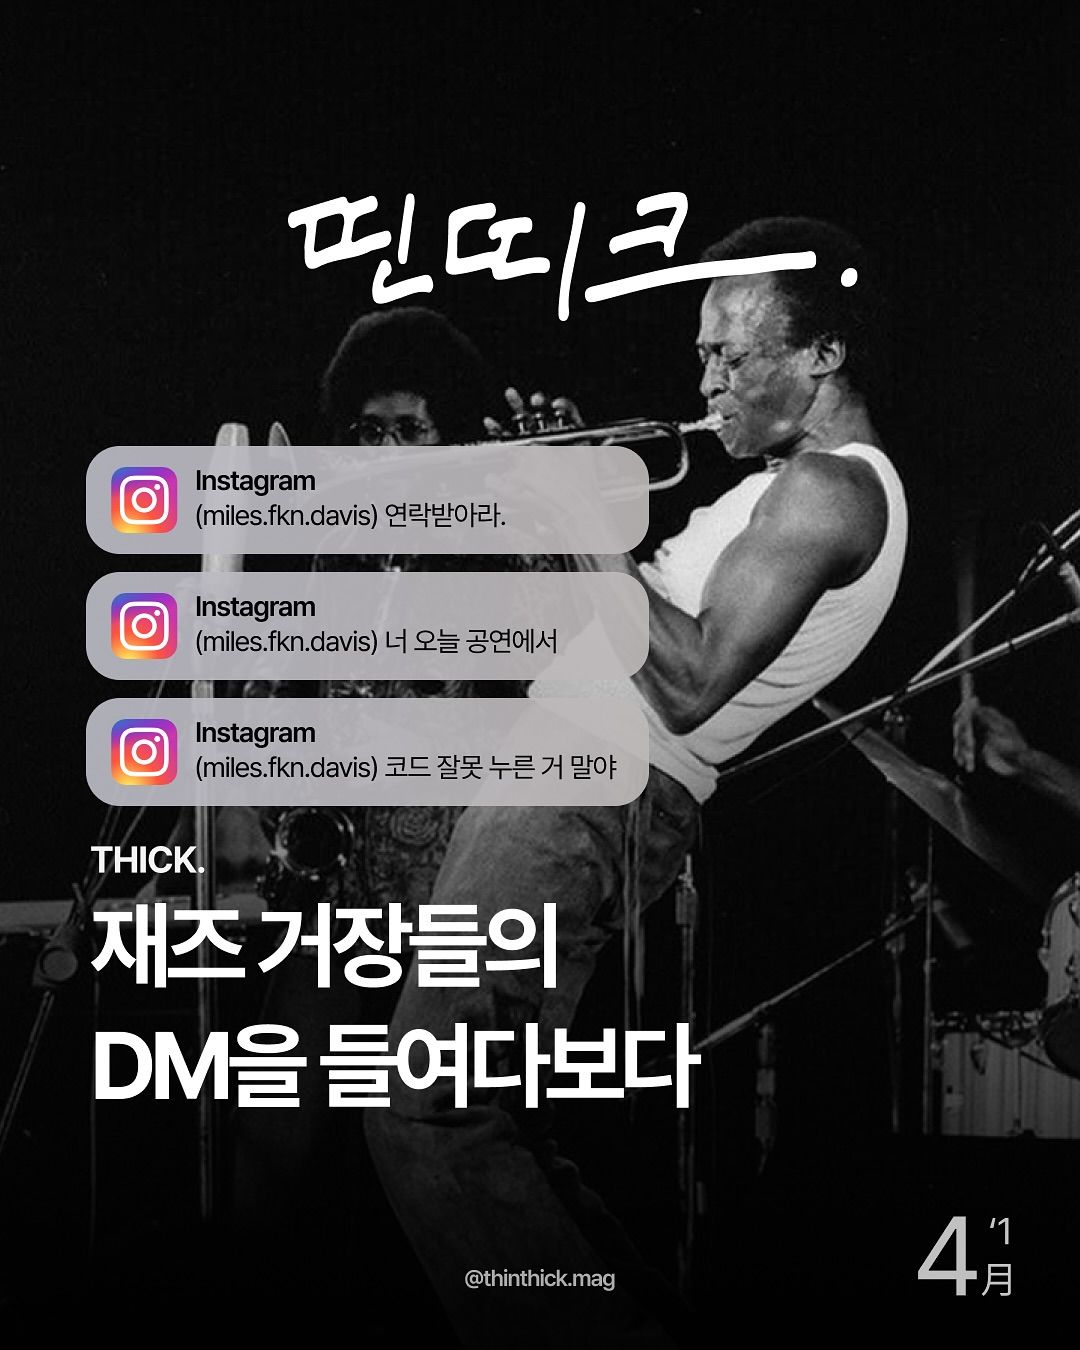 띤띠크.
Instagram
(miles.fkn.davis) 연락받아라.
Instagram
(miles.fkn.davis) 너 오늘 공연에서
Instagram
(miles.fkn.davis) 코드 잘못 누른 거 말야
THICK.
재즈 거장들의
DM을 들여다보다
@thinthick.mag
4 ‘1
月